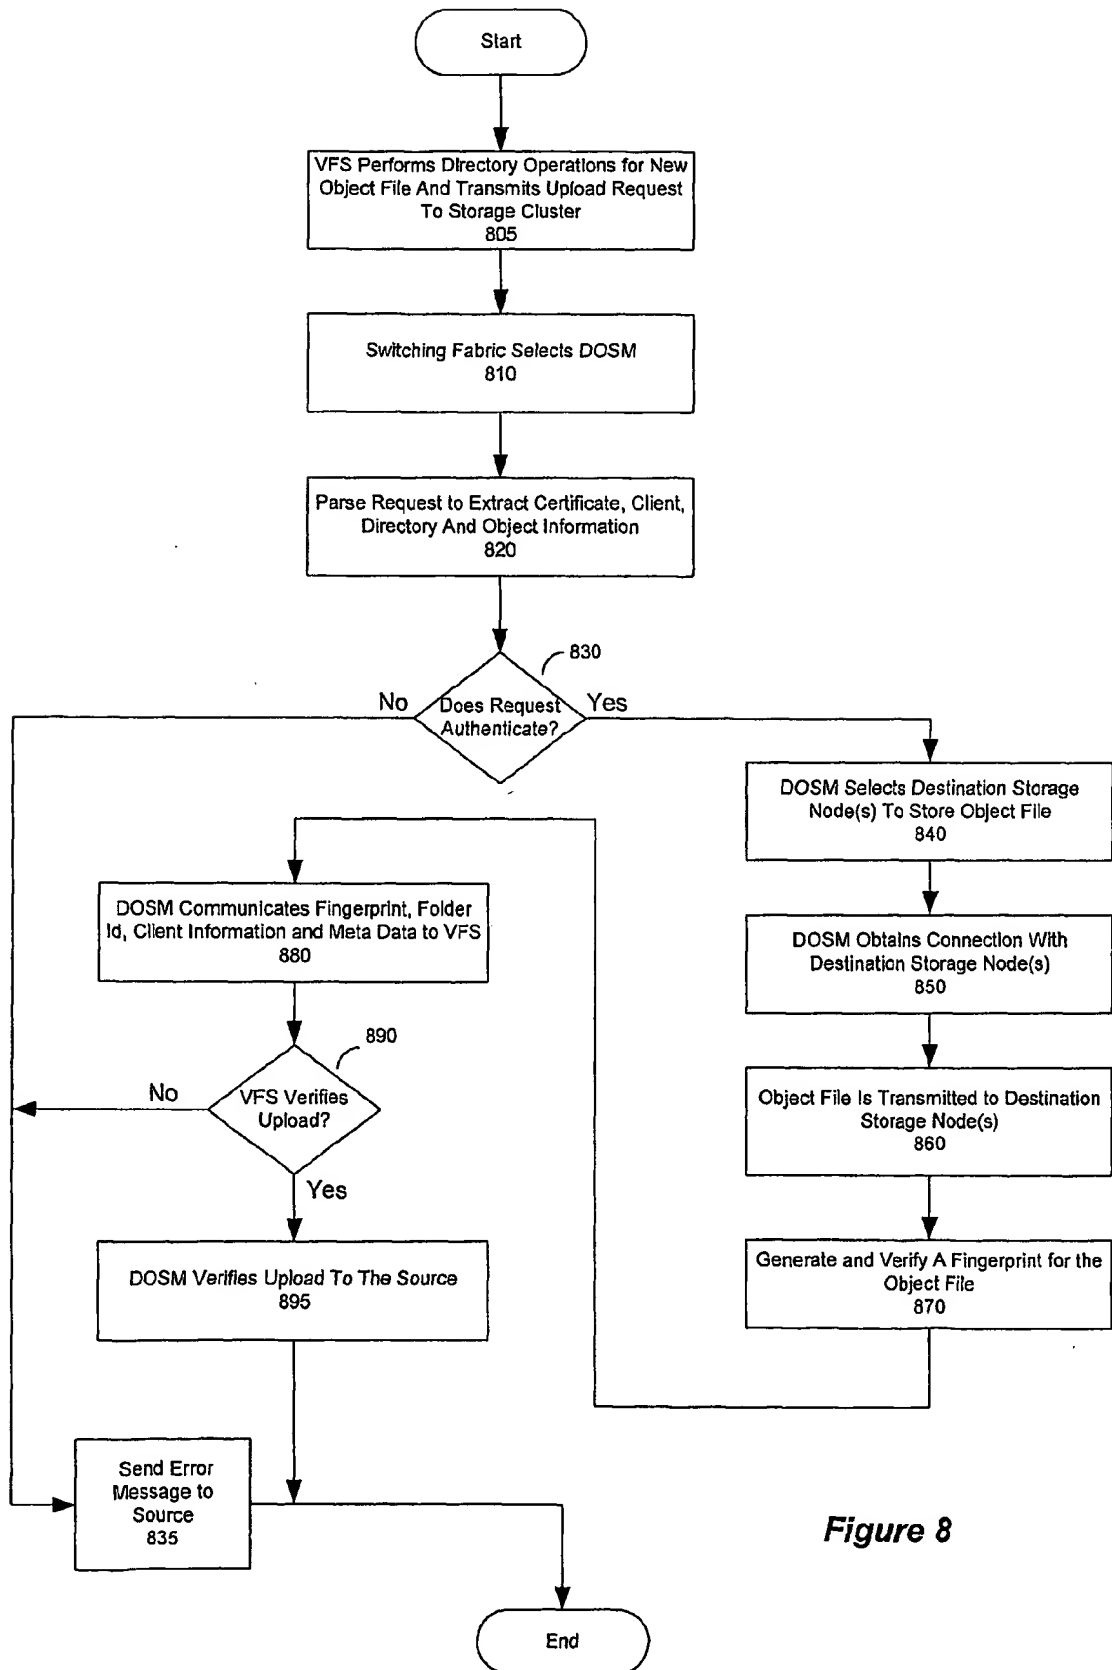 Start
VFS Performs Directory Operations for New
Object File And Transmits Upload Request
To Storage Cluster
805
Switching Fabric Selects DOSM
810
Parse Request to Extract Certificate, Client,
Directory And Object Information
820
830
No
Does Request
Authenticate?
Yes
DOSM Selects Destination Storage
Node(s) To Store Object File
840
DOSM Obtains Connection With
Destination Storage Node(s)
850
Object File Is Transmitted to Destination
Storage Node(s)
860
Generate and Verify A Fingerprint for the
Object File
870
DOSM Communicates Fingerprint, Folder
Id, Client Information and Meta Data to VFS
880
890
No
VFS Verifies
Upload?
Yes
DOSM Verifies Upload To The Source
895
Send Error
Message to
Source
835
End
Figure 8